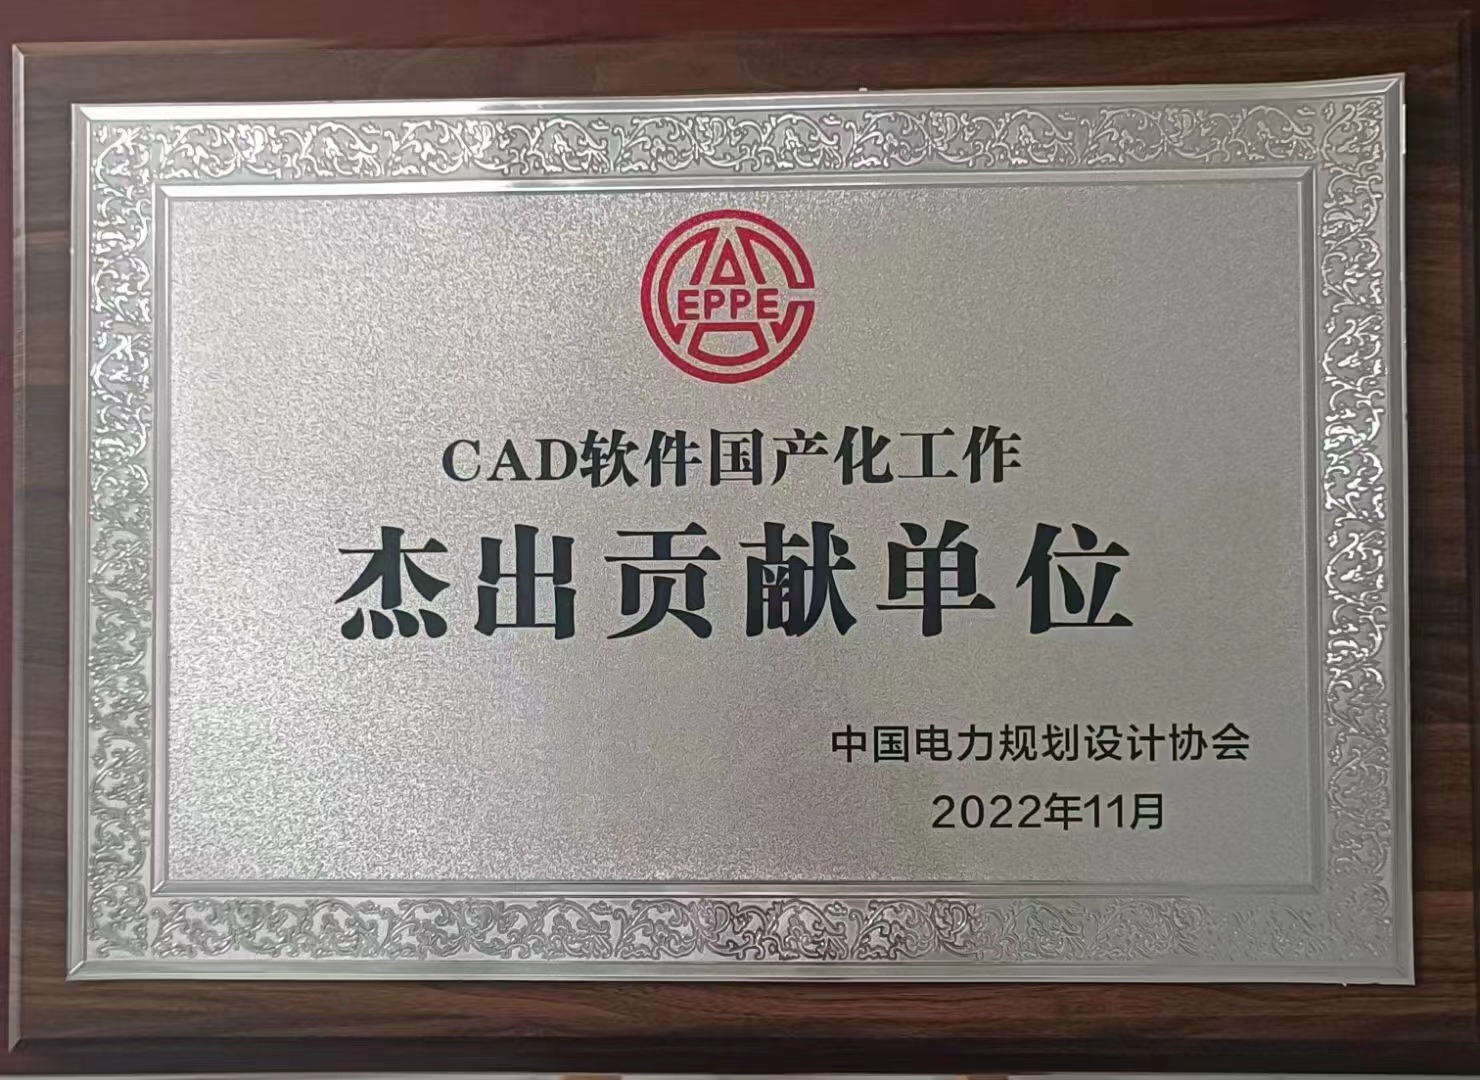 EPPE
CAD软件国产化工作
杰出贡献单位
中国电力规划设计协会
2022年11月